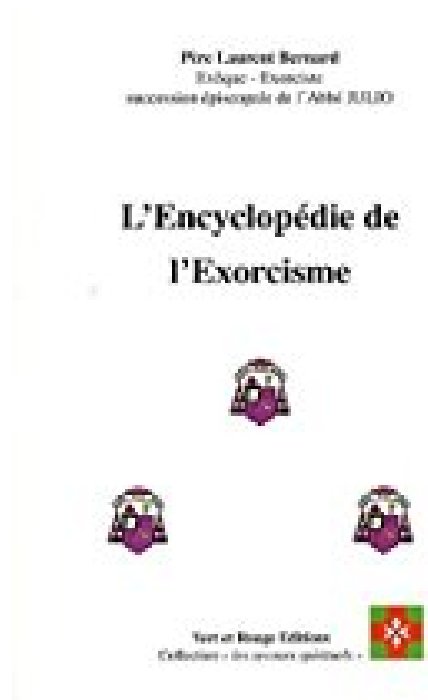 Père Laurent Bernard
Evêque - Exorciste
succession épiscopale de l'Abbé JULIO
L'Encyclopédie de
l'Exorcisme
Vert et Rouge Editions
Collection « les secours spirituels »